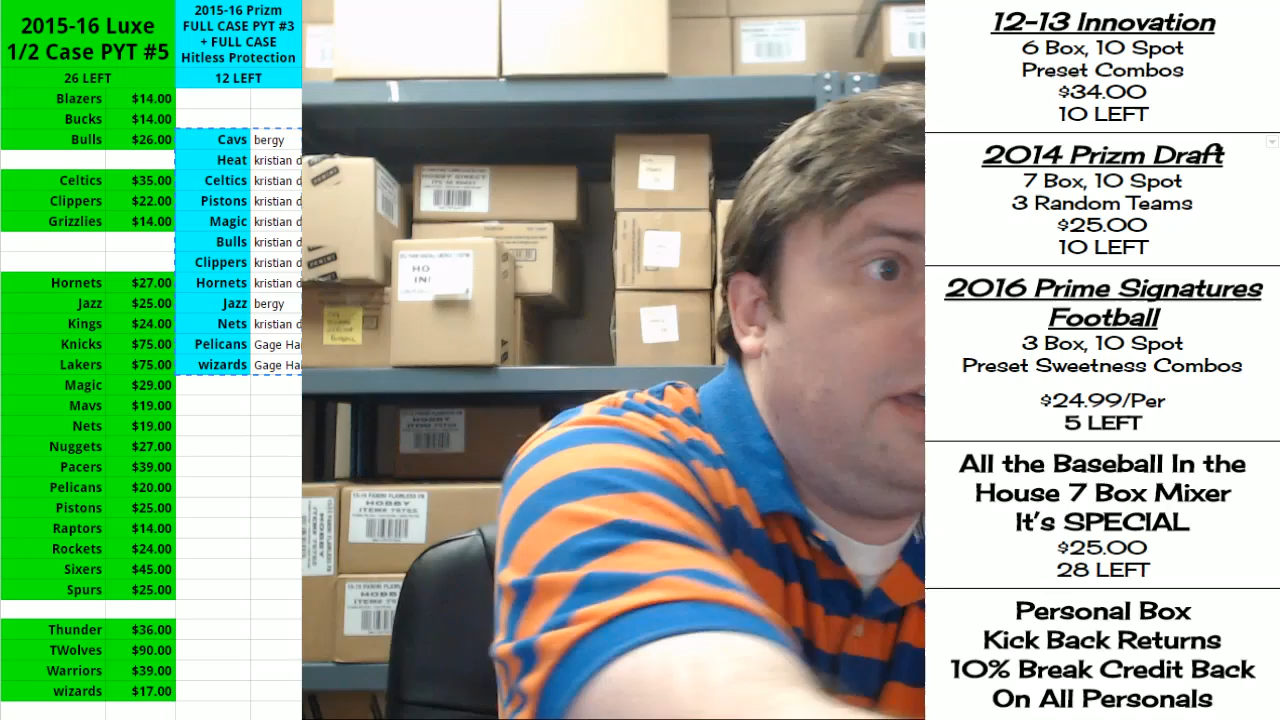 2015-16 Luxe
1/2 Case PYT #5
26 LEFT
Blazers $14.00
Bucks $14.00
Bulls $26.00
Celtics $35.00
Clippers $22.00
Grizzlies $14.00
Hornets $27.00
Jazz $25.00
Kings $24.00
Knicks $75.00
Lakers $75.00
Magic $29.00
Mavs $19.00
Nets $19.00
Nuggets $27.00
Pacers $39.00
Pelicans $20.00
Pistons $25.00
Raptors $14.00
Rockets $24.00
Sixers $45.00
Spurs $25.00
Thunder $36.00
TWolves $90.00
Warriors $39.00
wizards $17.00
2015-16 Prizm
FULL CASE PYT #3
+ FULL CASE
Hitless Protection
12 LEFT
Cavs bergy
Heat kristian d
Celtics kristian d
Pistons kristian d
Magic kristian d
Bulls kristian d
Clippers kristian d
Hornets kristian d
Jazz bergy
Nets kristian d
Pelicans Gage Ha
wizards Gage Ha
HO
INI
HOBBY
HOBBY
HOBBY
HOBB
12-13 Innovation
6 Box, 10 Spot
Preset Combos
$34.00
10 LEFT
2014 Prizm Draft
7 Box, 10 Spot
3 Random Teams
$25.00
10 LEFT
2016 Prime Signatures
Football
3 Box, 10 Spot
Preset Sweetness Combos
$24.99/Per
5 LEFT
All the Baseball In the
House 7 Box Mixer
It's SPECIAL
$25.00
28 LEFT
Personal Box
Kick Back Returns
10% Break Credit Back
On All Personals